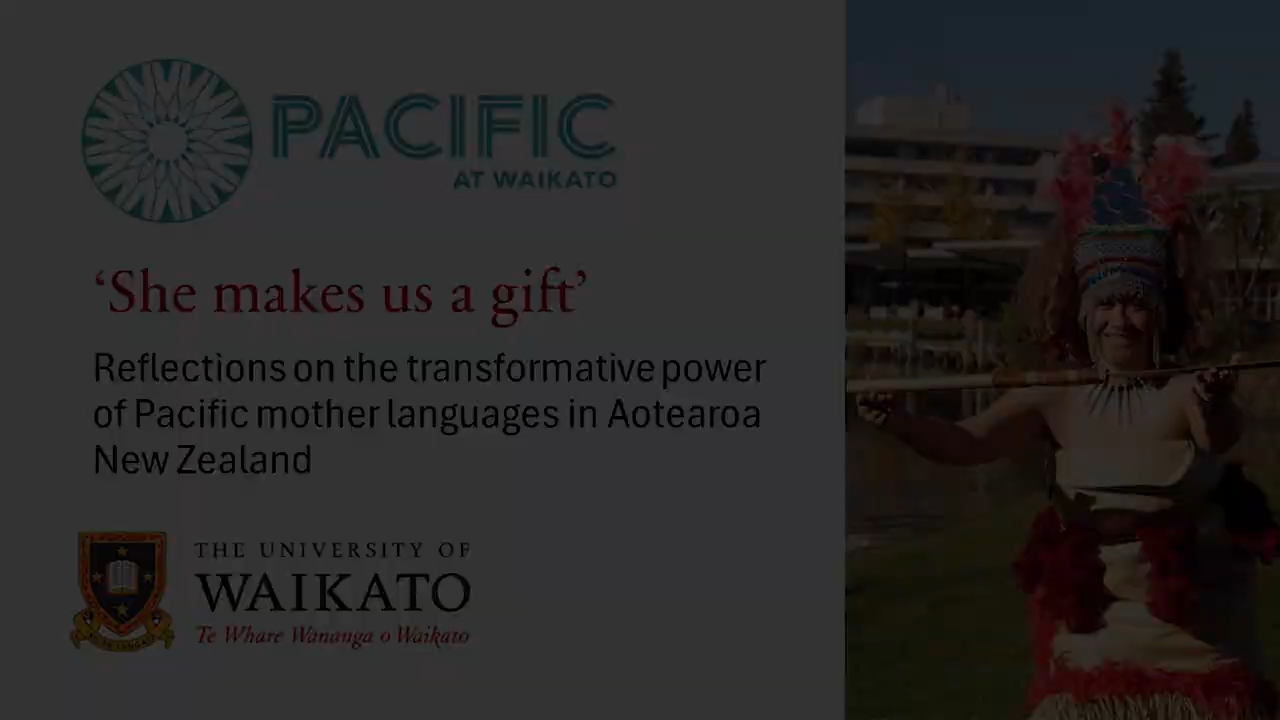 PACIFIC
AT WAIKATO
‘She makes us a gift’
Reflections on the transformative power
of Pacific mother languages in Aotearoa
New Zealand
THE UNIVERSITY OF
WAIKATO
Te Whare Wānanga o Waikato